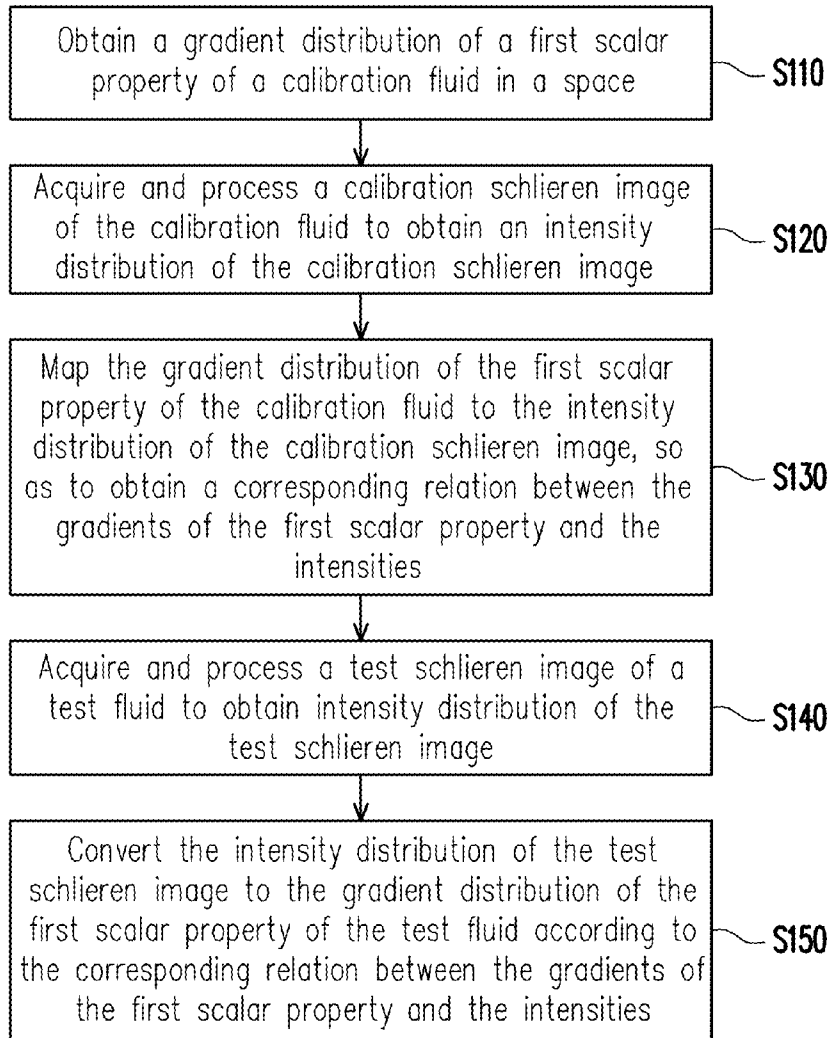 Obtain a gradient distribution of a first scalar
property of a calibration fluid in a space
S110
Acquire and process a calibration schlieren image
of the calibration fluid to obtain an intensity
distribution of the calibration schlieren image
S120
Map the gradient distribution of the first scalar
property of the calibration fluid to the intensity
distribution of the calibration schlieren image, so
as to obtain a corresponding relation between the
gradients of the first scalar property and the
intensities
S130
Acquire and process a test schlieren image of a
test fluid to obtain intensity distribution of the
test schlieren image
S140
Convert the intensity distribution of the test
schlieren image to the gradient distribution of the
first scalar property of the test fluid according to
the corresponding relation between the gradients of
the first scalar property and the intensities
S150